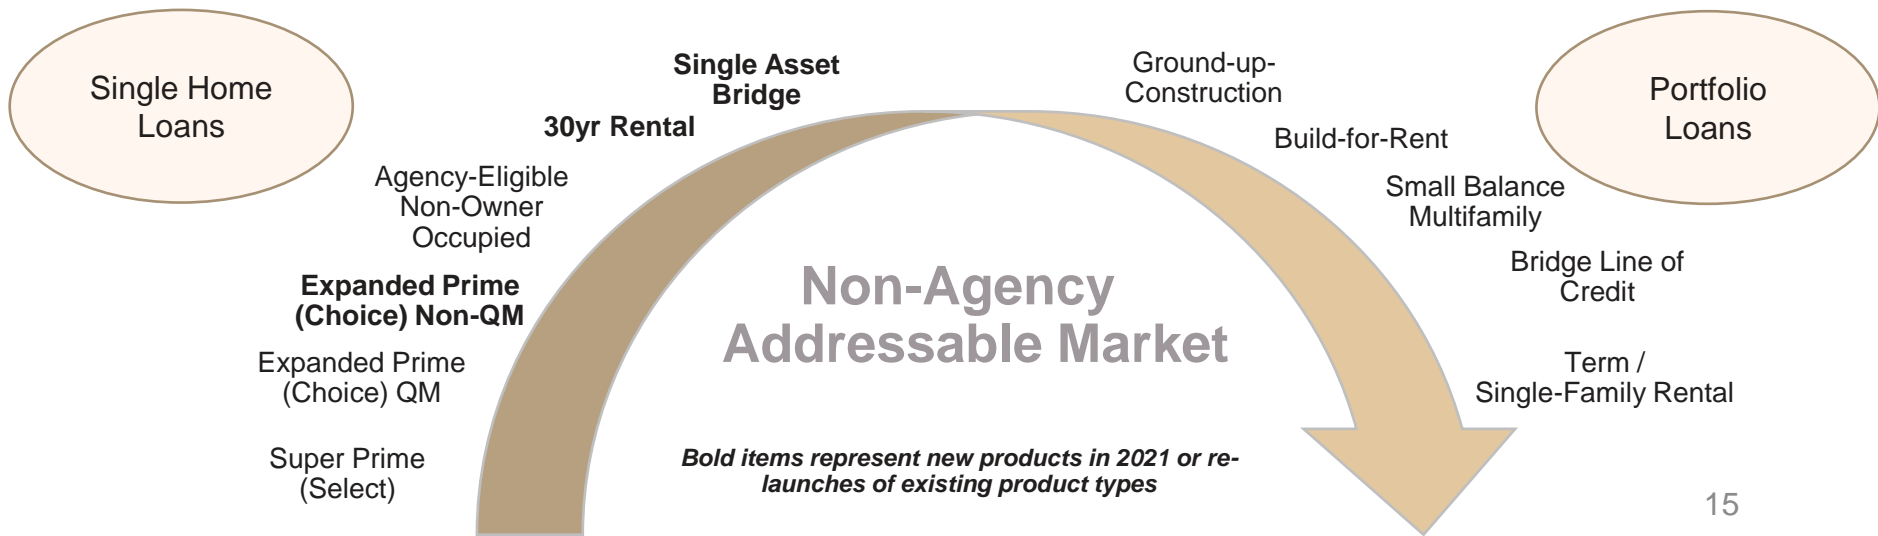 Single Home
Loans
Single Asset
Bridge
30yr Rental
Agency-Eligible
Non-Owner
Occupied
Expanded Prime
(Choice) Non-QM
Expanded Prime
(Choice) QM
Super Prime
(Select)
Non-Agency
Addressable Market
Bold items represent new products in 2021 or re-
launches of existing product types
Ground-up-
Construction
Build-for-Rent
Small Balance
Multifamily
Bridge Line of
Credit
Term /
Single-Family Rental
Portfolio
Loans
15